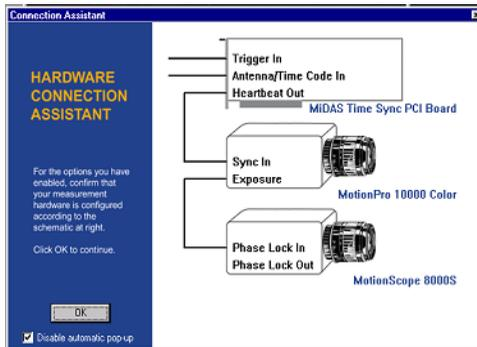 Connection Assistant
HARDWARE
CONNECTION
ASSISTANT
For the options you have
enabled, confirm that
your measurement
hardware is configured
according to the
schematic at right.
Click OK to continue.
OK
Disable automatic pop-up
Trigger In
Antenna/Time Code In
Heartbeat Out
MiDAS Time Sync PCI Board
Sync In
Exposure
MotionPro 10000 Color
Phase Lock In
Phase Lock Out
MotionScope 8000S